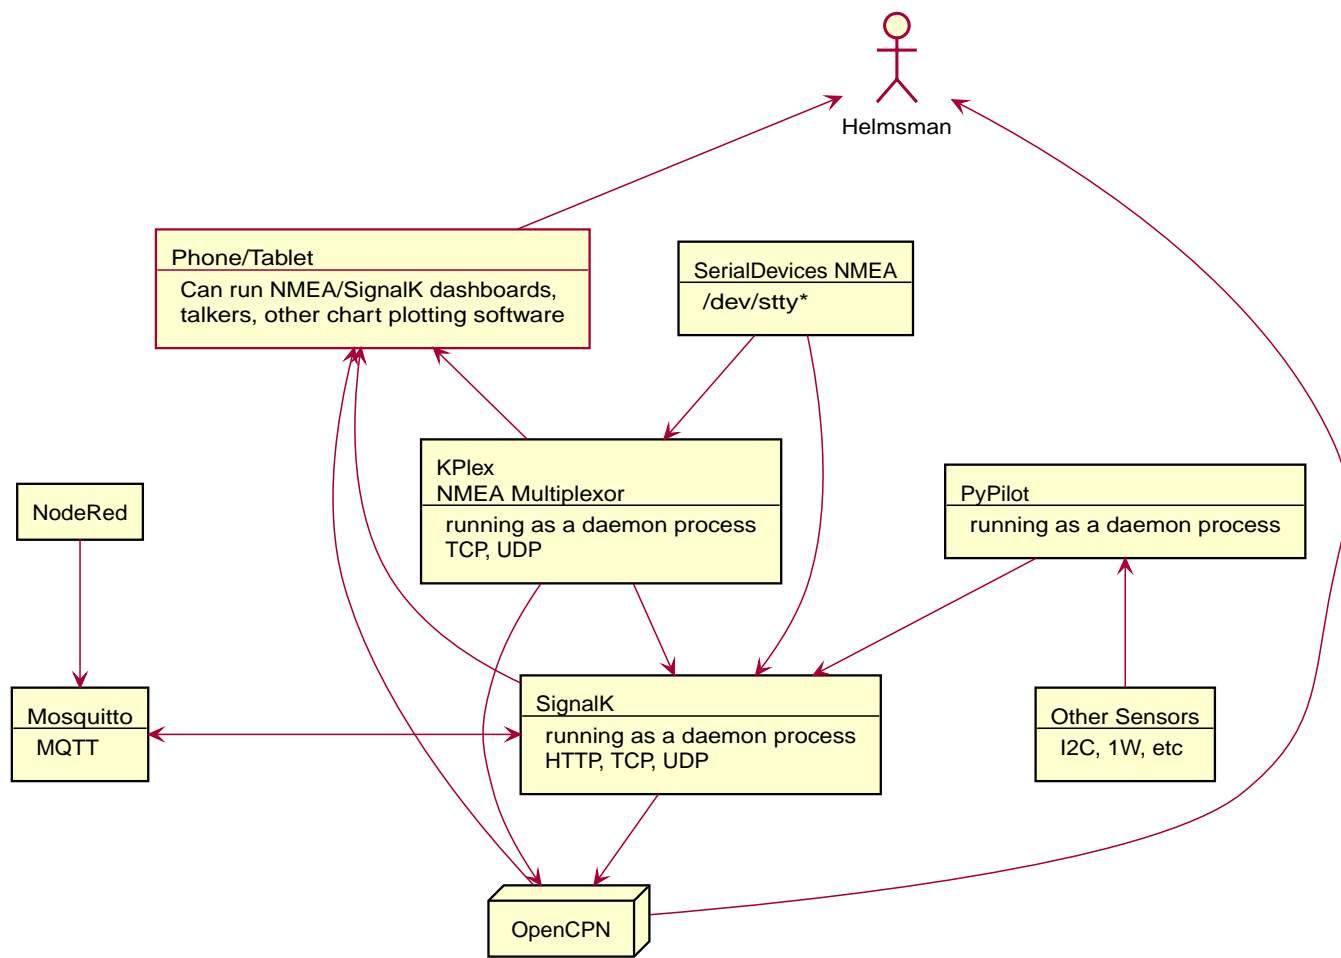 Helmsman
Phone/Tablet
Can run NMEA/SignalK dashboards,
talkers, other chart plotting software
SerialDevices NMEA
/dev/stty*
KPlex
NMEA Multiplexor
running as a daemon process
TCP, UDP
PyPilot
running as a daemon process
NodeRed
Mosquitto
MQTT
SignalK
running as a daemon process
HTTP, TCP, UDP
Other Sensors
I2C, 1W, etc
OpenCPN